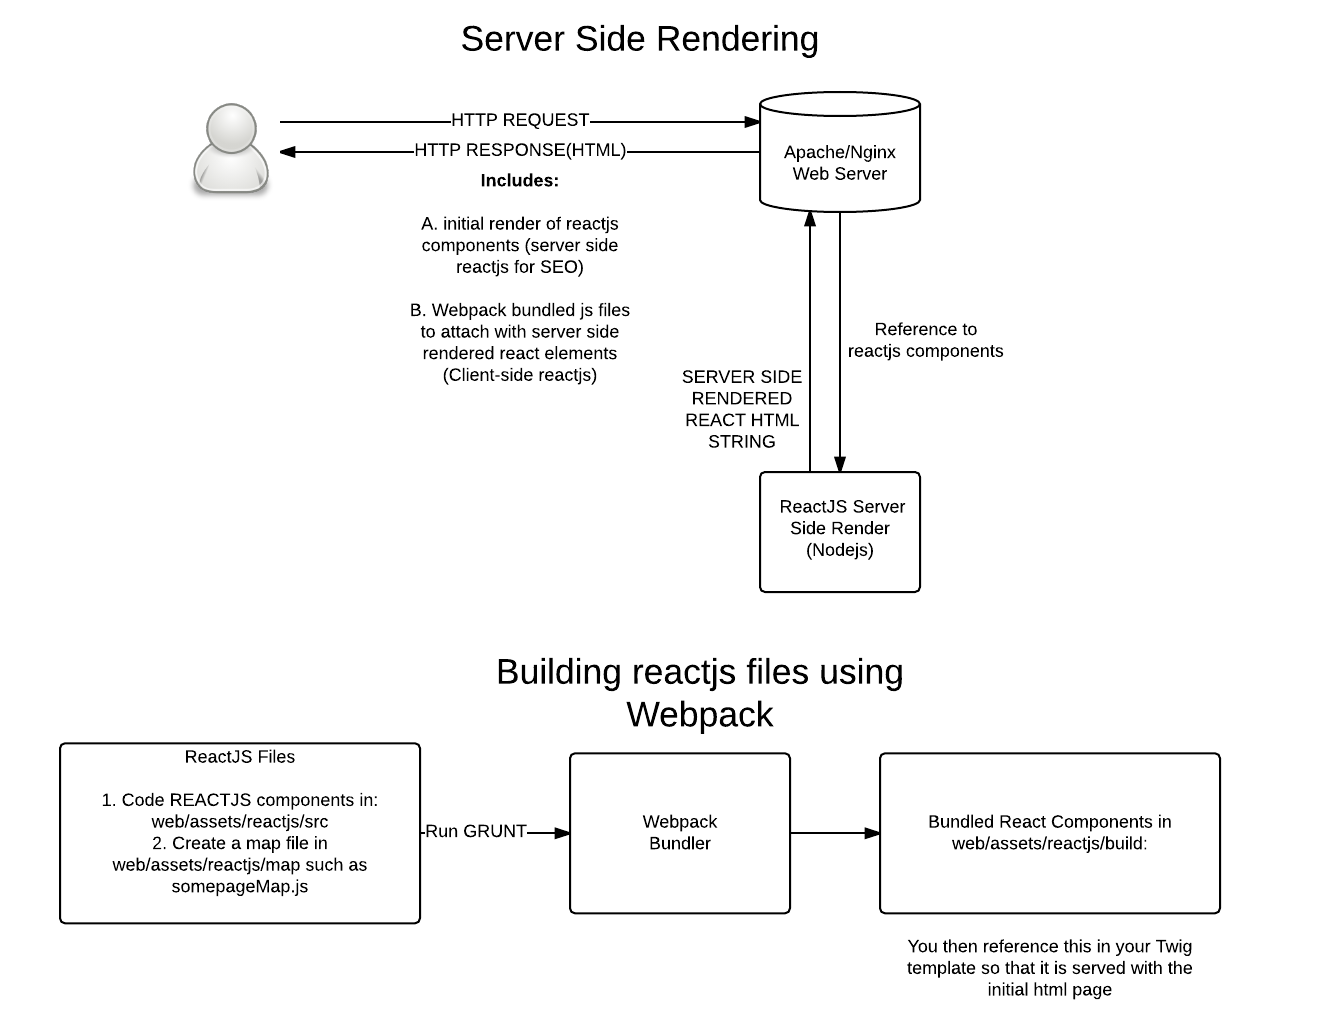 Server Side Rendering
HTTP REQUEST
HTTP RESPONSE(HTML)
Includes:
A. initial render of reactjs
components (server side
reactjs for SEO)
B. Webpack bundled js files
to attach with server side
rendered react elements
(Client-side reactjs)
Apache/Nginx
Web Server
Reference to
reactjs components
SERVER SIDE
RENDERED
REACT HTML
STRING
ReactJS Server
Side Render
(Nodejs)
Building reactjs files using
Webpack
ReactJS Files
1. Code REACTJS components in:
web/assets/reactjs/src
2. Create a map file in
web/assets/reactjs/map such as
somepageMap.js
Run GRUNT
Webpack
Bundler
Bundled React Components in
web/assets/reactjs/build:
You then reference this in your Twig
template so that it is served with the
initial html page